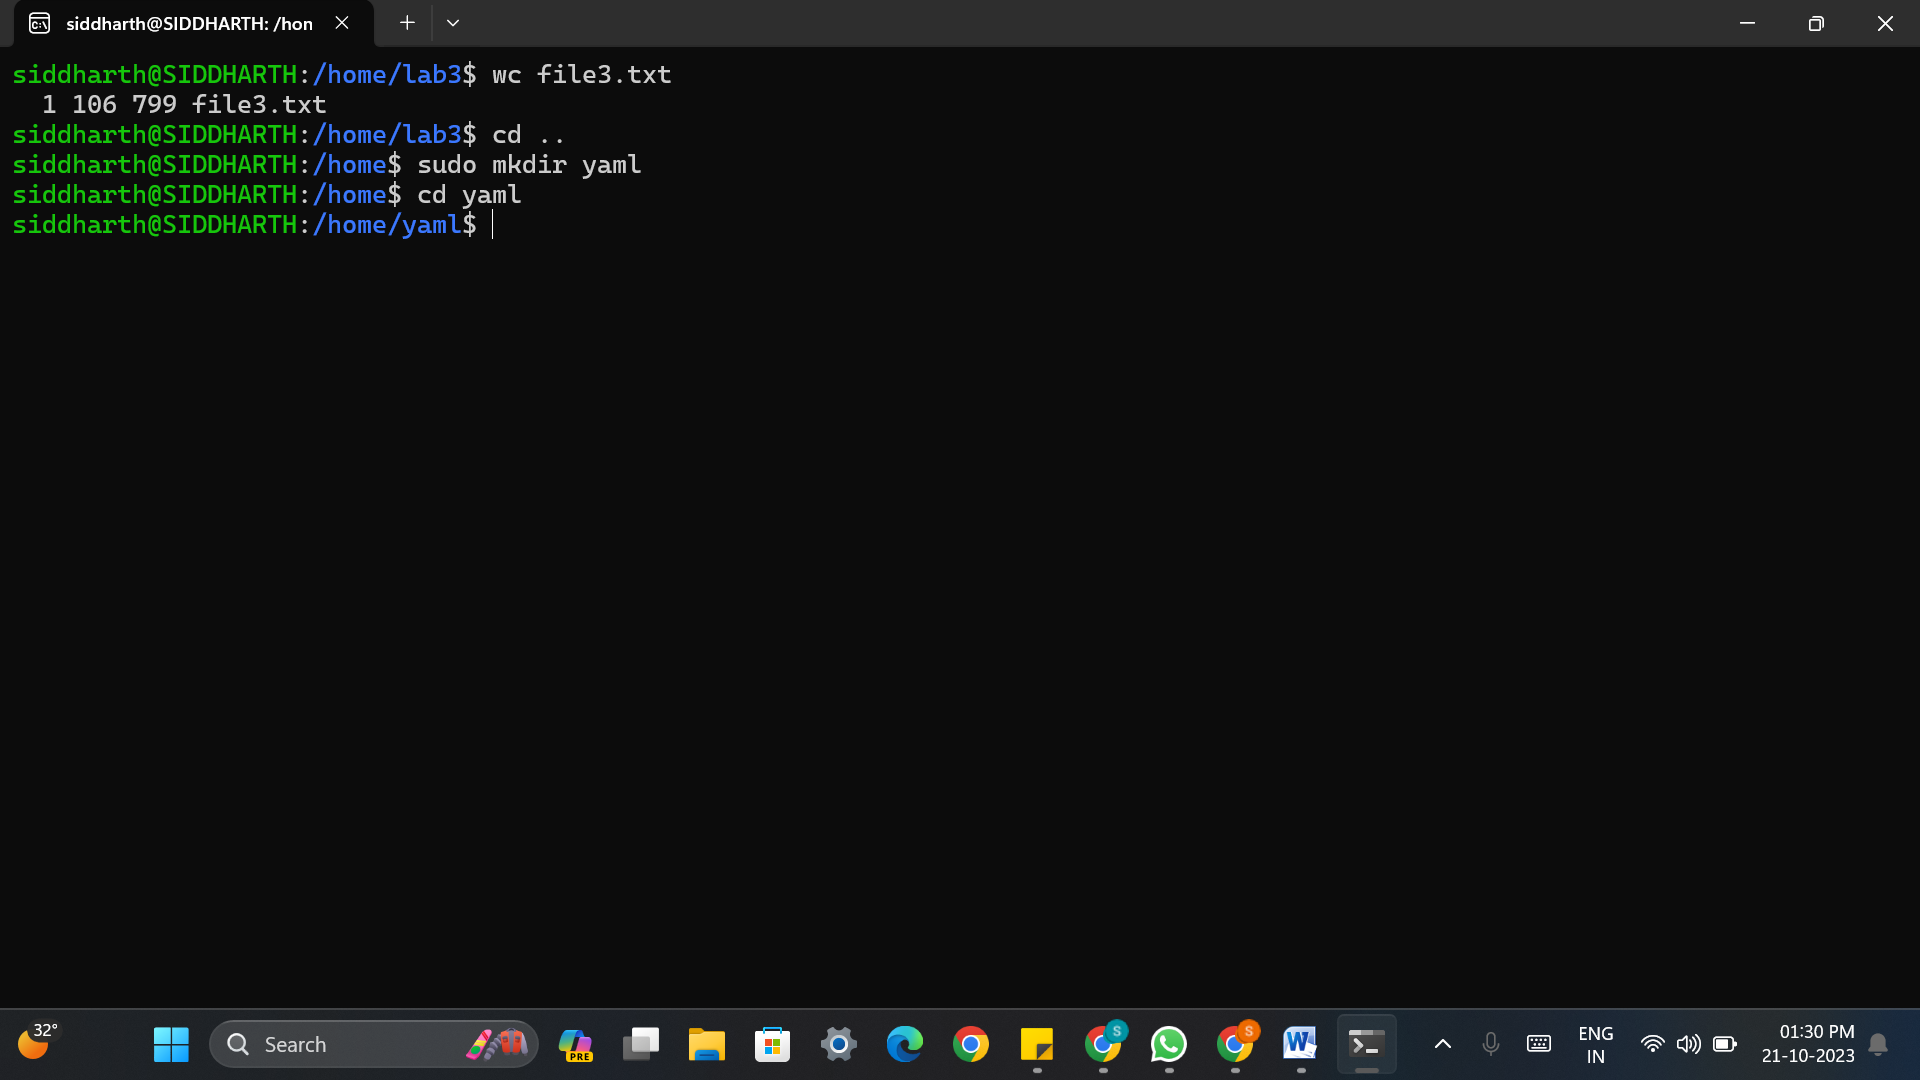 siddharth@SIDDHARTH: /hon
siddharth@SIDDHARTH:/home/lab3$ wc file3.txt
  1 106 799 file3.txt
siddharth@SIDDHARTH:/home/lab3$ cd ..
siddharth@SIDDHARTH:/home$ sudo mkdir yaml
siddharth@SIDDHARTH:/home$ cd yaml
siddharth@SIDDHARTH:/home/yaml$
32°
Search
PRE
S
S
W
ENG
IN
01:30 PM
21-10-2023